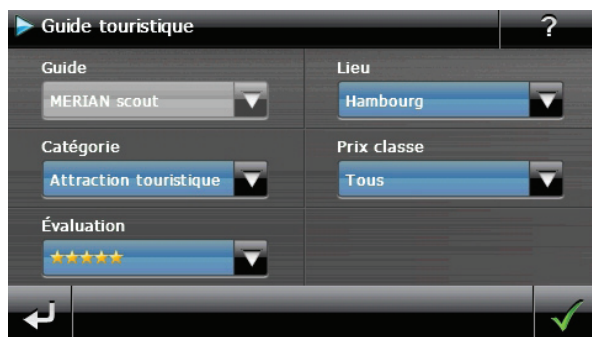 Guide touristique ?
Guide
MERIAN scout
Lieu
Hambourg
Catégorie
Attraction touristique
Prix classe
Tous
Évaluation